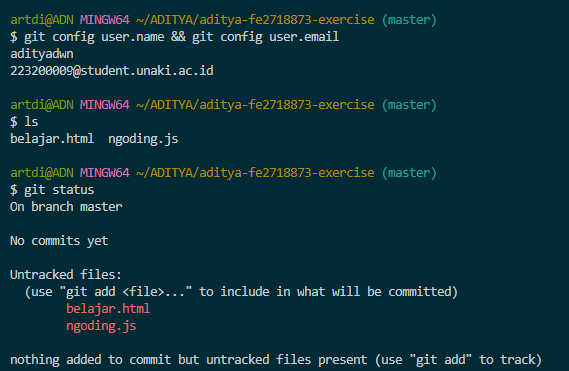 artdi@ADN MINGW64 ~/ADITYA/aditya-fe2718873-exercise (master)
$ git config user.name && git config user.email
adityadwn
223200009@student.unaki.ac.id
artdi@ADN MINGW64 ~/ADITYA/aditya-fe2718873-exercise (master)
$ ls
belajar.html  ngoding.js
artdi@ADN MINGW64 ~/ADITYA/aditya-fe2718873-exercise (master)
$ git status
On branch master
No commits yet
Untracked files:
  (use "git add <file>..." to include in what will be committed)
        belajar.html
        ngoding.js
nothing added to commit but untracked files present (use "git add" to track)